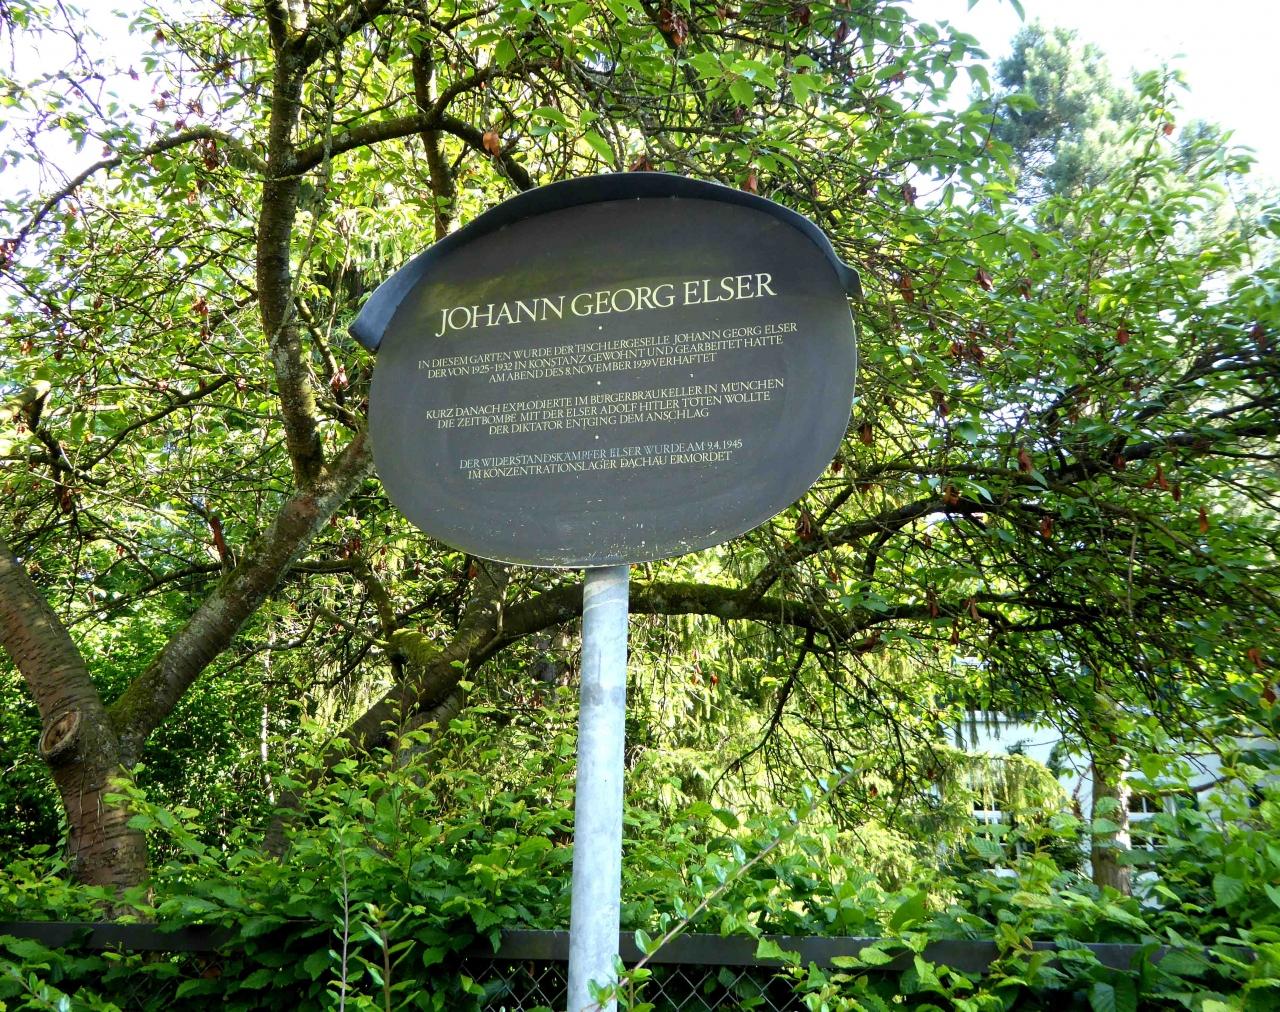 JOHANN GEORG ELSER
IN DIESEM GARTEN WURDE DER TISCHLERGESELLE JOHANN GEORG ELSER
DER VON 1925-1932 IN KONSTANZ GEWOHNT UND GEARBEITET HATTE
AM ABEND DES 8.NOVEMBER 1939 VERHAFTET
KURZ DANACH EXPLODIERTE IM BÜRGERBRÄUKELLER IN MÜNCHEN
DIE ZEITBOMBE MIT DER ELSER ADOLF HITLER TÖTEN WOLLTE
DER DIKTATOR ENTGING DEM ANSCHLAG
DER WIDERSTANDSKÄMPFER ELSER WURDE AM 9.4.1945
IM KONZENTRATIONSLAGER DACHAU ERMORDET